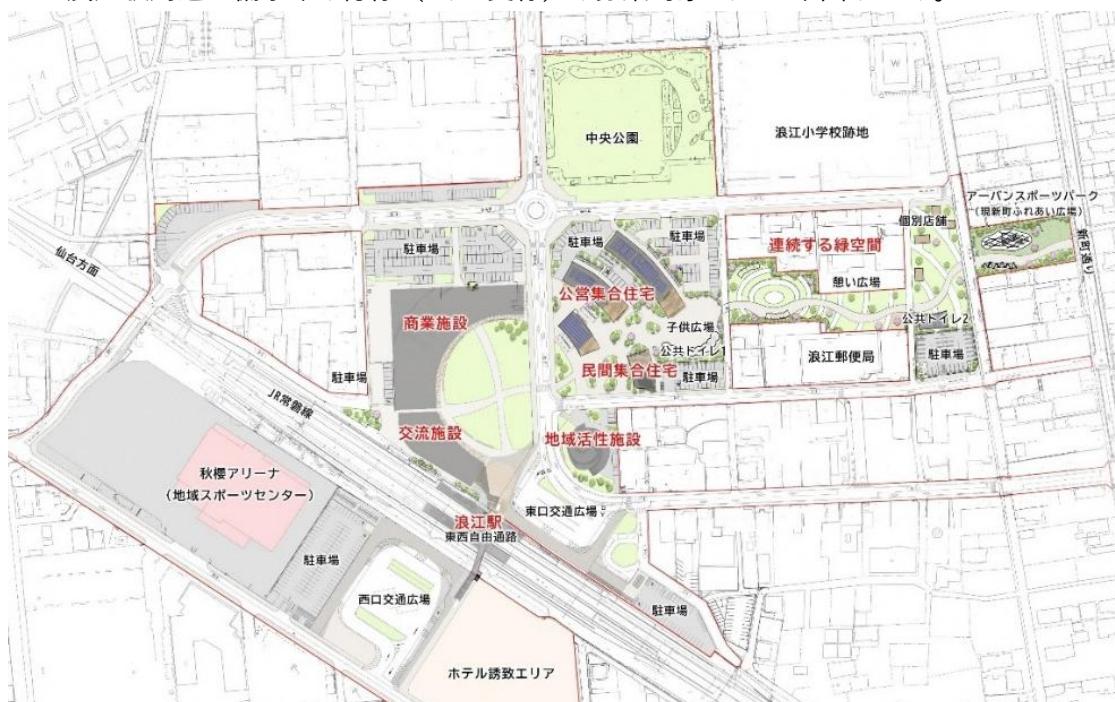 中央公園
浪江小学校跡地
アーバンスポーツパーク
(現新町ふれあい広場)
新町通り
個別店舗
仙台方面
駐車場
駐車場
駐車場
連続する緑空間
憩い広場
公営集合住宅
商業施設
子供広場
公共トイレ1
公共トイレ2
浪江郵便局
駐車場
民間集合住宅
駐車場
駐車場
JR常磐線
交流施設
地域活性施設
秋櫻アリーナ
(地域スポーツセンター)
東口交通広場
浪江駅
東西自由通路
駐車場
西口交通広場
駐車場
ホテル誘致エリア